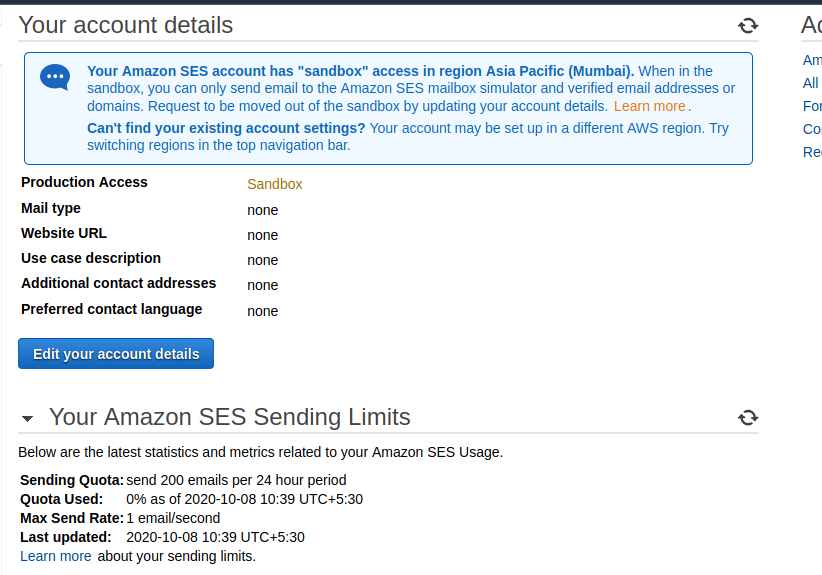 Your account details
Your Amazon SES account has "sandbox" access in region Asia Pacific (Mumbai). When in the
sandbox, you can only send email to the Amazon SES mailbox simulator and verified email addresses or
domains. Request to be moved out of the sandbox by updating your account details. Learn more.
Can't find your existing account settings? Your account may be set up in a different AWS region. Try
switching regions in the top navigation bar.
Production Access Sandbox
Mail type none
Website URL none
Use case description none
Additional contact addresses none
Preferred contact language none
Edit your account details
Your Amazon SES Sending Limits
Below are the latest statistics and metrics related to your Amazon SES Usage.
Sending Quota: send 200 emails per 24 hour period
Quota Used: 0% as of 2020-10-08 10:39 UTC+5:30
Max Send Rate: 1 email/second
Last updated: 2020-10-08 10:39 UTC+5:30
Learn more about your sending limits.
All